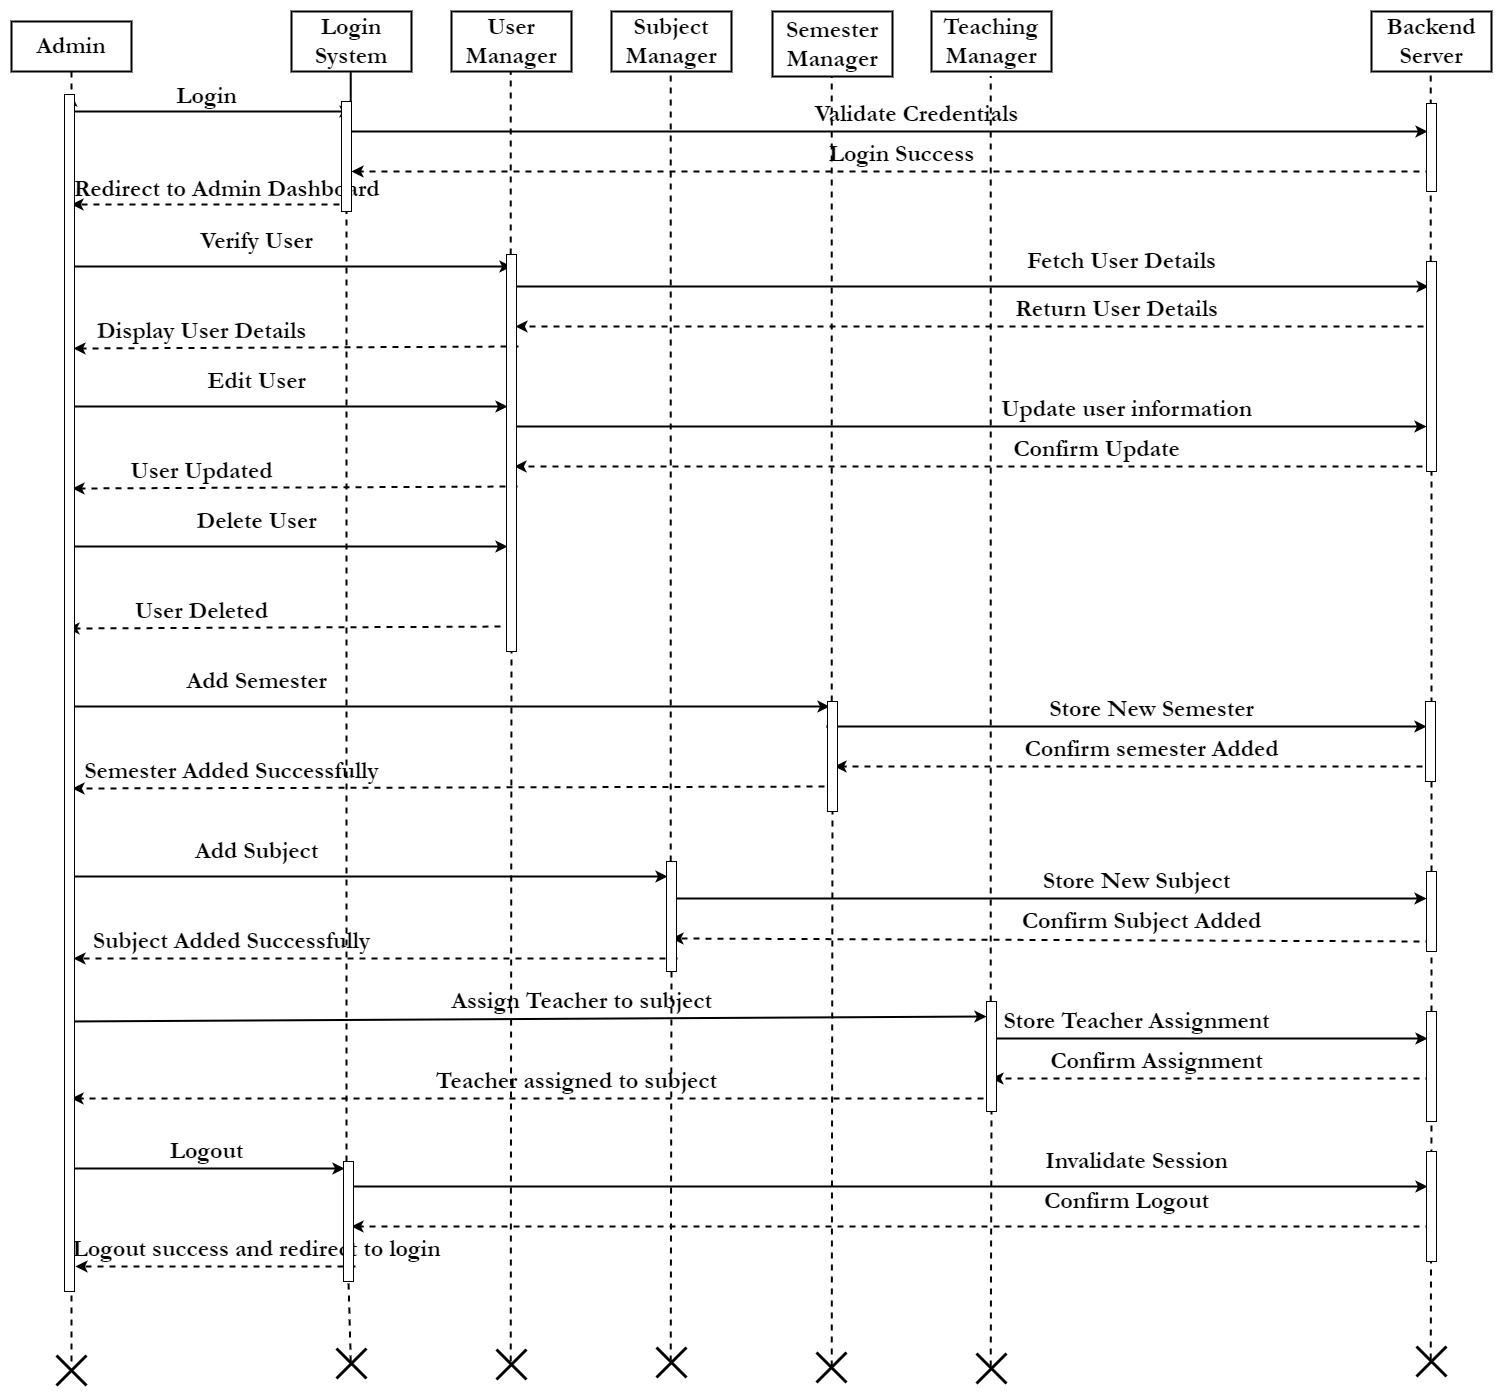 Admin
Login
System
User
Manager
Subject
Manager
Semester
Manager
Teaching
Manager
Backend
Server
Login
Validate Credentials
Login Success
Redirect to Admin Dashboard
Verify User
Fetch User Details
Return User Details
Display User Details
Edit User
Update user information
Confirm Update
User Updated
Delete User
User Deleted
Add Semester
Store New Semester
Confirm semester Added
Semester Added Successfully
Add Subject
Store New Subject
Confirm Subject Added
Subject Added Successfully
Assign Teacher to subject
Store Teacher Assignment
Confirm Assignment
Teacher assigned to subject
Logout
Invalidate Session
Confirm Logout
Logout success and redirect to login